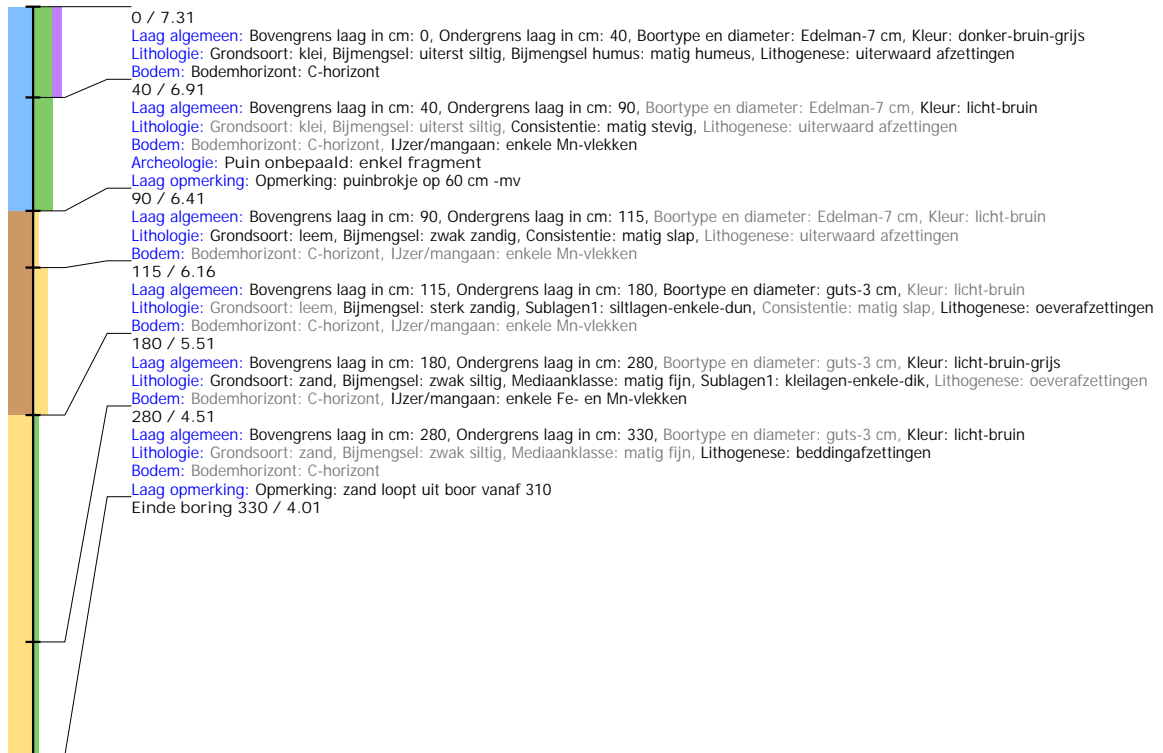 0 / 7.31
Laag algemeen: Bovengrens laag in cm: 0, Ondergrens laag in cm: 40, Boortype en diameter: Edelman-7 cm, Kleur: donker-bruin-grijs
Lithologie: Grondsoort: klei, Bijmengsel: uiterst siltig, Bijmengsel humus: matig humeus, Lithogenese: uiterwaard afzettingen
Bodem: Bodemhorizont: C-horizont
40 / 6.91
Laag algemeen: Bovengrens laag in cm: 40, Ondergrens laag in cm: 90, Boortype en diameter: Edelman-7 cm, Kleur: licht-bruin
Lithologie: Grondsoort: klei, Bijmengsel: uiterst siltig, Consistentie: matig stevig, Lithogenese: uiterwaard afzettingen
Bodem: Bodemhorizont: C-horizont, IJzer/mangaan: enkele Mn-vlekken
Archeologie: Puin onbepaald: enkel fragment
Laag opmerking: Opmerking: puinbrokje op 60 cm -mv
90 / 6.41
Laag algemeen: Bovengrens laag in cm: 90, Ondergrens laag in cm: 115, Boortype en diameter: Edelman-7 cm, Kleur: licht-bruin
Lithologie: Grondsoort: leem, Bijmengsel: zwak zandig, Consistentie: matig slap, Lithogenese: uiterwaard afzettingen
Bodem: Bodemhorizont: C-horizont, IJzer/mangaan: enkele Mn-vlekken
115 / 6.16
Laag algemeen: Bovengrens laag in cm: 115, Ondergrens laag in cm: 180, Boortype en diameter: guts-3 cm, Kleur: licht-bruin
Lithologie: Grondsoort: leem, Bijmengsel: sterk zandig, Sublagen1: siltlagen-enkele-dun, Consistentie: matig slap, Lithogenese: oeverafzettingen
Bodem: Bodemhorizont: C-horizont, IJzer/mangaan: enkele Mn-vlekken
180 / 5.51
Laag algemeen: Bovengrens laag in cm: 180, Ondergrens laag in cm: 280, Boortype en diameter: guts-3 cm, Kleur: licht-bruin-grijs
Lithologie: Grondsoort: zand, Bijmengsel: zwak siltig, Mediaanklasse: matig fijn, Sublagen1: kleilagen-enkele-dik, Lithogenese: oeverafzettingen
Bodem: Bodemhorizont: C-horizont, IJzer/mangaan: enkele Fe- en Mn-vlekken
280 / 4.51
Laag algemeen: Bovengrens laag in cm: 280, Ondergrens laag in cm: 330, Boortype en diameter: guts-3 cm, Kleur: licht-bruin
Lithologie: Grondsoort: zand, Bijmengsel: zwak siltig, Mediaanklasse: matig fijn, Lithogenese: beddingafzettingen
Bodem: Bodemhorizont: C-horizont
Laag opmerking: Opmerking: zand loopt uit boor vanaf 310
Einde boring 330 / 4.01